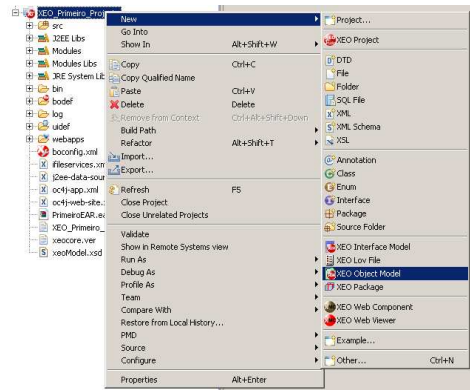 XEO_Primeiro_Proj
src
J2EE Libs
Modules
Modules Libs
JRE System Lib
bin
bodef
log
uidef
webapps
boconfig.xml
ifileservices.xm
j2ee-data-sour
oc4j-app.xml
oc4j-web-site.
PrimeiroEAR.ea
XEO_Primeiro_
xeocore.ver
xeoModel.xsd
New
Go Into
Show In Alt+Shift+W
Copy Ctrl+C
Copy Qualified Name
Paste Ctrl+V
Delete Delete
Remove from Context Ctrl+Alt+Shift+Down
Build Path
Refactor Alt+Shift+T
Import...
Export...
Refresh F5
Close Project
Close Unrelated Projects
Validate
Show in Remote Systems view
Run As
Debug As
Profile As
Team
Compare With
Restore from Local History...
PMD
Source
Configure
Properties Alt+Enter
Project...
XEO Project
DTD
File
Folder
SQL File
XML
XML Schema
XSL
Annotation
Class
Enum
Interface
Package
Source Folder
XEO Interface Model
XEO Lov File
XEO Object Model
XEO Package
XEO Web Component
XEO Web Viewer
Example...
Other... Ctrl+N